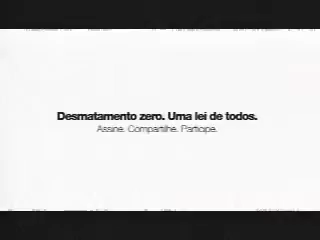 Desmatamento zero. Uma lei de todos.
Assine. Compartilhe. Participe.